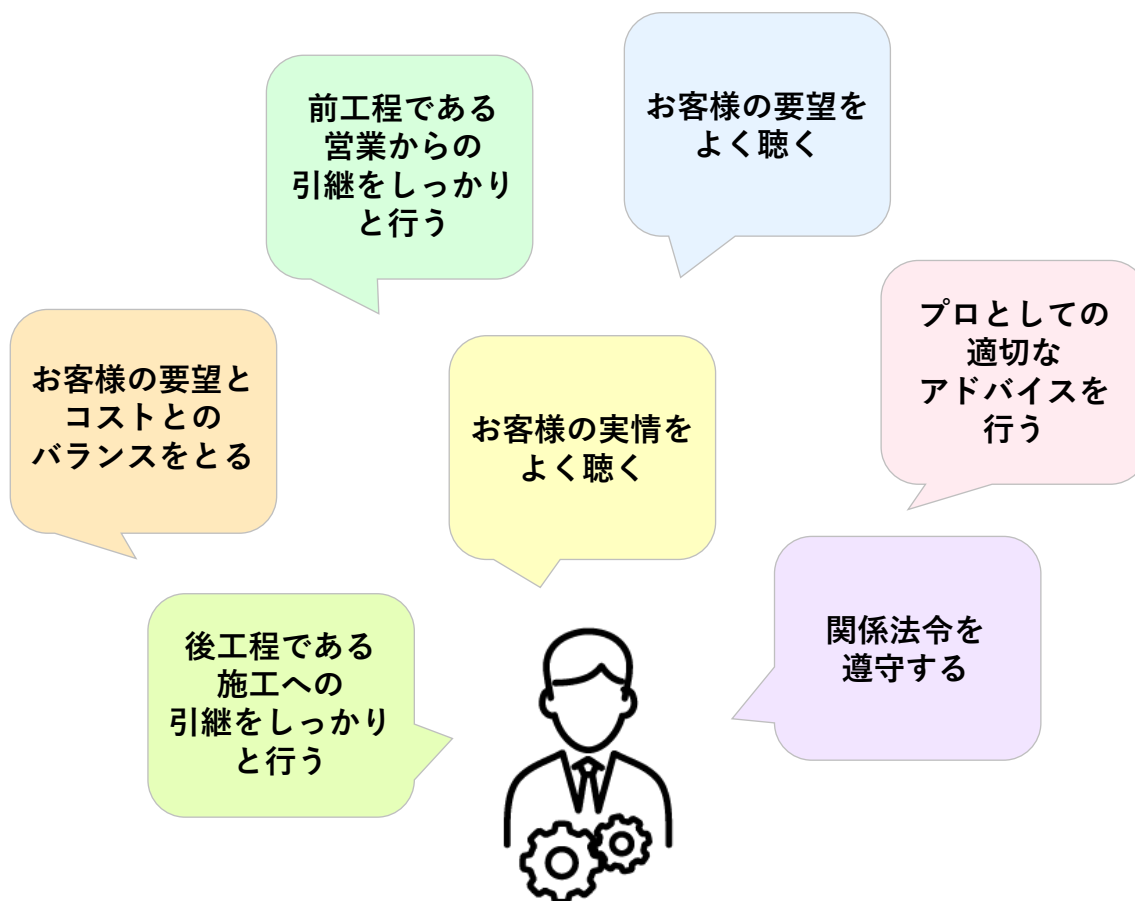 前工程である
営業からの
引継をしっかり
と行う
お客様の要望を
よく聴く
お客様の要望と
コストとの
バランスをとる
お客様の実情を
よく聴く
プロとしての
適切な
アドバイスを
行う
後工程である
施工への
引継をしっかり
と行う
関係法令を
遵守する